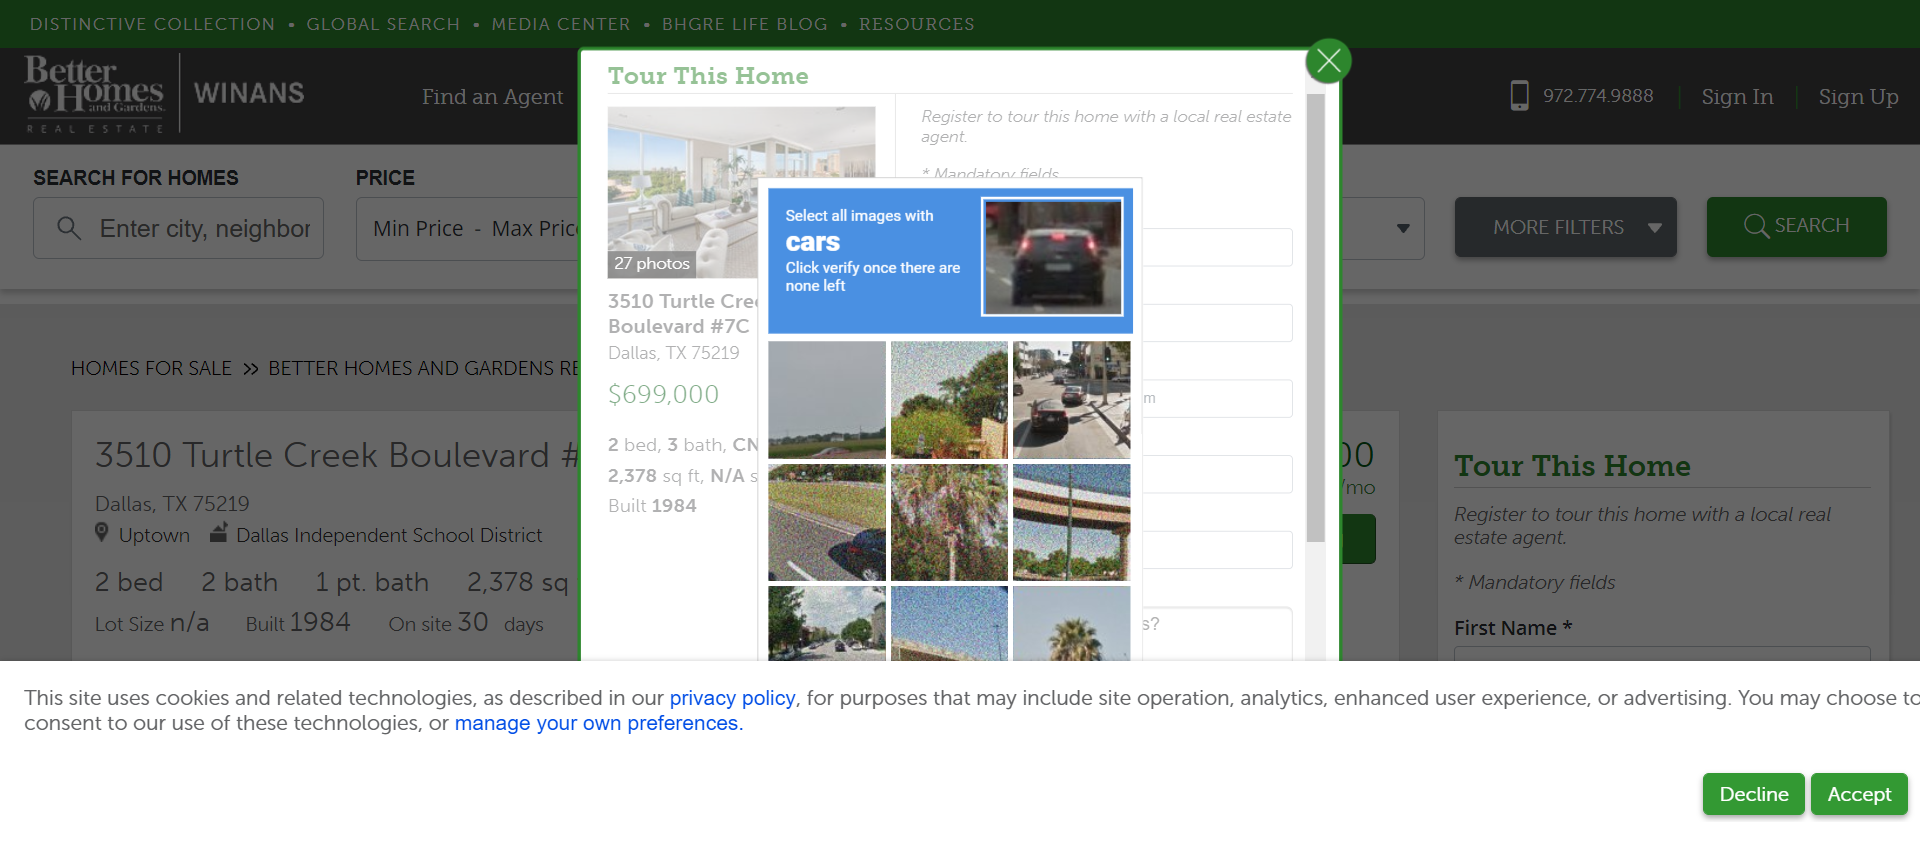 DISTINCTIVE COLLECTION • GLOBAL SEARCH • MEDIA CENTER • BHGRE LIFE BLOG • RESOURCES
Better
Homes
and Gardens
REAL ESTATE
WINANS
Find an Agent
972.774.9888
Sign In
Sign Up
SEARCH FOR HOMES
Enter city, neighbor
PRICE
Min Price - Max Pric
MORE FILTERS
SEARCH
HOMES FOR SALE » BETTER HOMES AND GARDENS RE
3510 Turtle Creek Boulevard #
Dallas, TX 75219
Uptown
Dallas Independent School District
2 bed 2 bath 1 pt. bath 2,378 sq
Lot Size n/a Built 1984 On site 30 days
Tour This Home
27 photos
3510 Turtle Cre
Boulevard #7C
Dallas, TX 75219
$699,000
2 bed, 3 bath, CN
2,378 sq ft, N/A s
Built 1984
Register to tour this home with a local real estate
agent.
* Mandatory fields
Select all images with
cars
Click verify once there are
none left
m
s?
00
/mo
Tour This Home
Register to tour this home with a local real
estate agent.
* Mandatory fields
First Name *
This site uses cookies and related technologies, as described in our privacy policy, for purposes that may include site operation, analytics, enhanced user experience, or advertising. You may choose to
consent to our use of these technologies, or manage your own preferences.
Decline
Accept